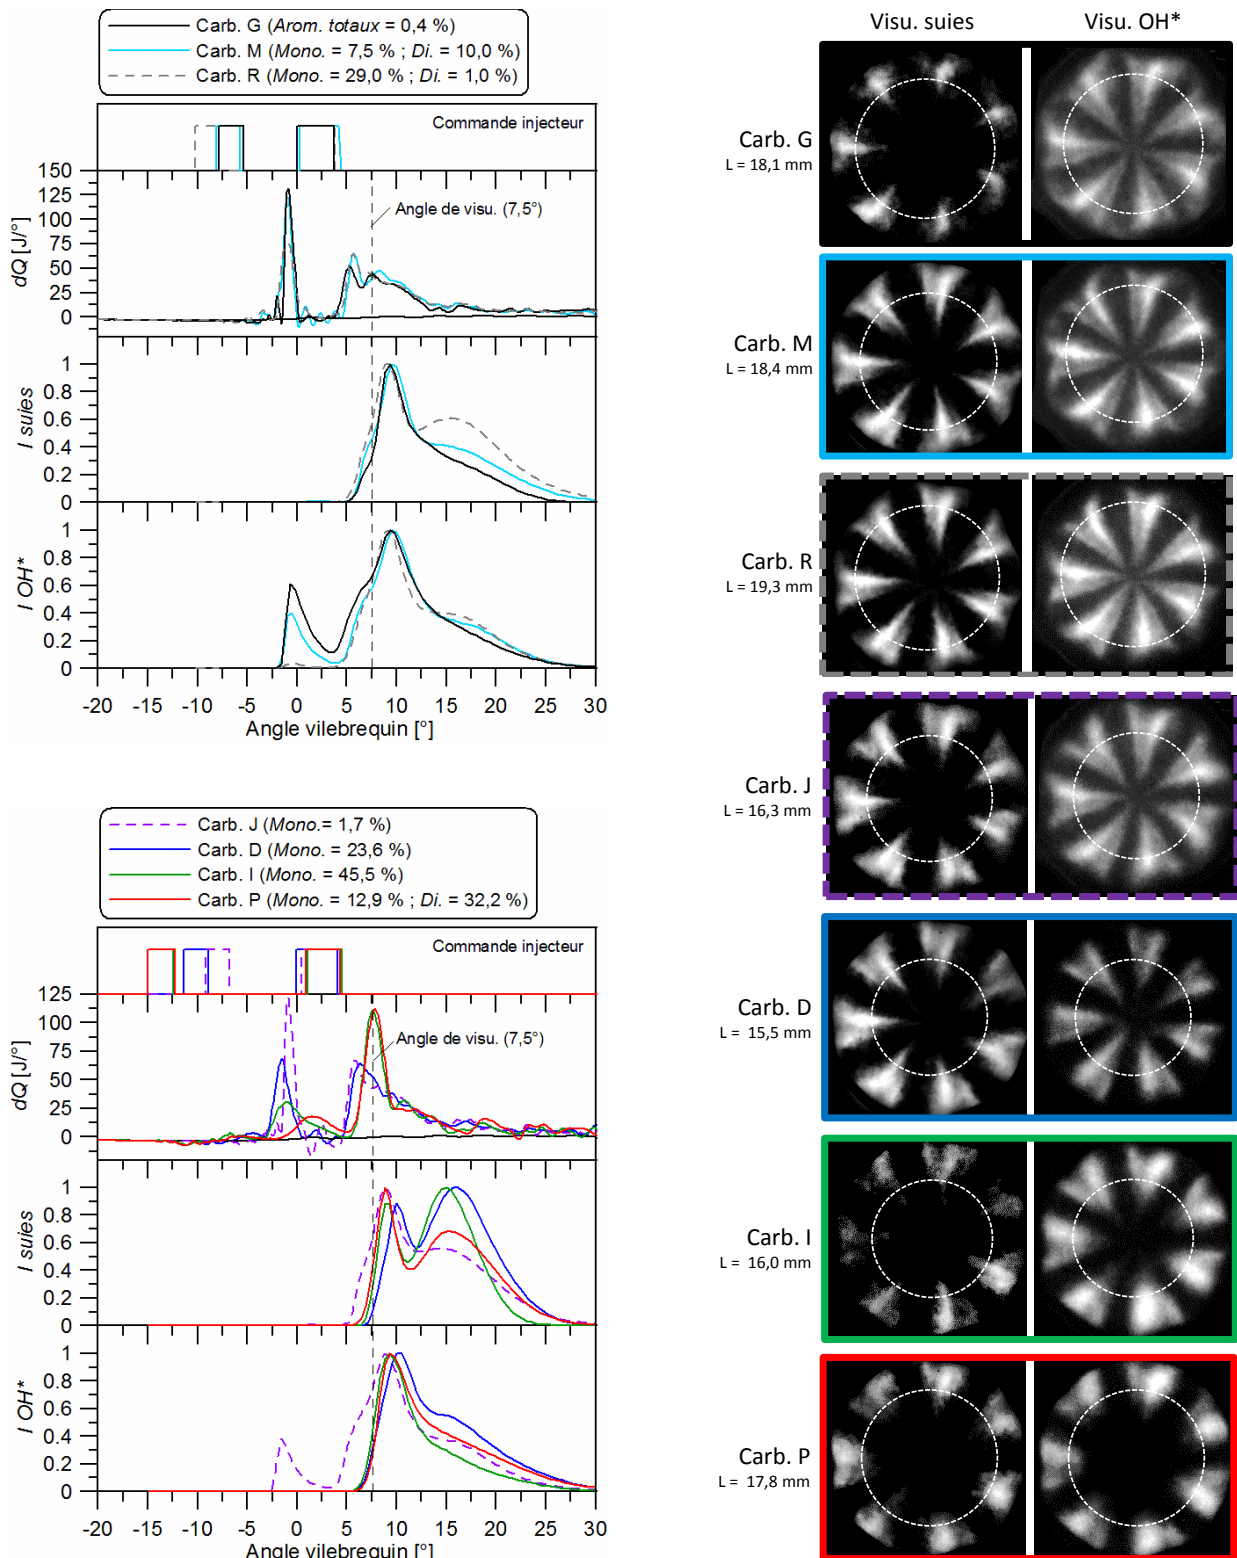 Carb. G (Arom. totaux = 0,4 %)
Carb. M (Mono. = 7,5 % ; Di. = 10,0 %)
Carb. R (Mono. = 29,0 % ; Di. = 1,0 %)
Commande injecteur
150
125
100
75
50
25
0
dQ [J/°]
Angle de visu. (7,5°)
1
0.8
0.6
0.4
0.2
0
I suies
1
0.8
0.6
0.4
0.2
0
I OH*
-20 -15 -10 -5 0 5 10 15 20 25 30
Angle vilebrequin [°]
Carb. J (Mono.= 1,7 %)
Carb. D (Mono. = 23,6 %)
Carb. I (Mono. = 45,5 %)
Carb. P (Mono. = 12,9 % ; Di. = 32,2 %)
Commande injecteur
125
100
75
50
25
0
dQ [J/°]
Angle de visu. (7,5°)
1
0.8
0.6
0.4
0.2
0
I suies
1
0.8
0.6
0.4
0.2
0
I OH*
-20 -15 -10 -5 0 5 10 15 20 25 30
Angle vilebrequin [°]
Visu. suies Visu. OH*
Carb. G
L = 18,1 mm
Carb. M
L = 18,4 mm
Carb. R
L = 19,3 mm
Carb. J
L = 16,3 mm
Carb. D
L = 15,5 mm
Carb. I
L = 16,0 mm
Carb. P
L = 17,8 mm